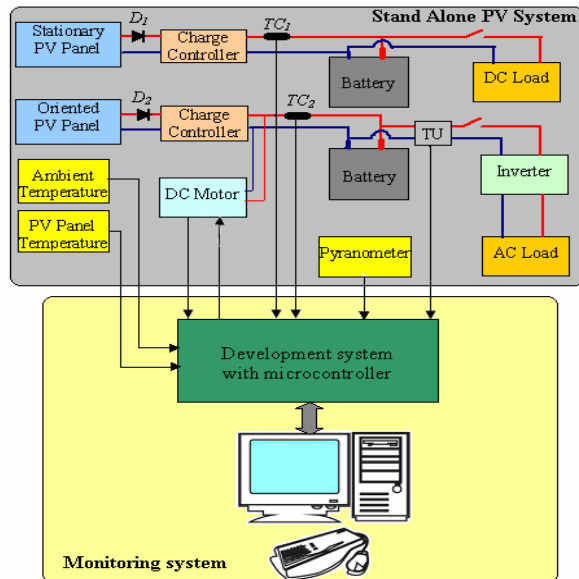 Stand Alone PV System
Stationary
PV Panel
D1
Charge
Controller
TC1
Battery
DC Load
Oriented
PV Panel
D2
Charge
Controller
TC2
Battery
TU
Inverter
AC Load
Ambient
Temperature
PV Panel
Temperature
DC Motor
Pyranometer
Development system
with microcontroller
Monitoring system